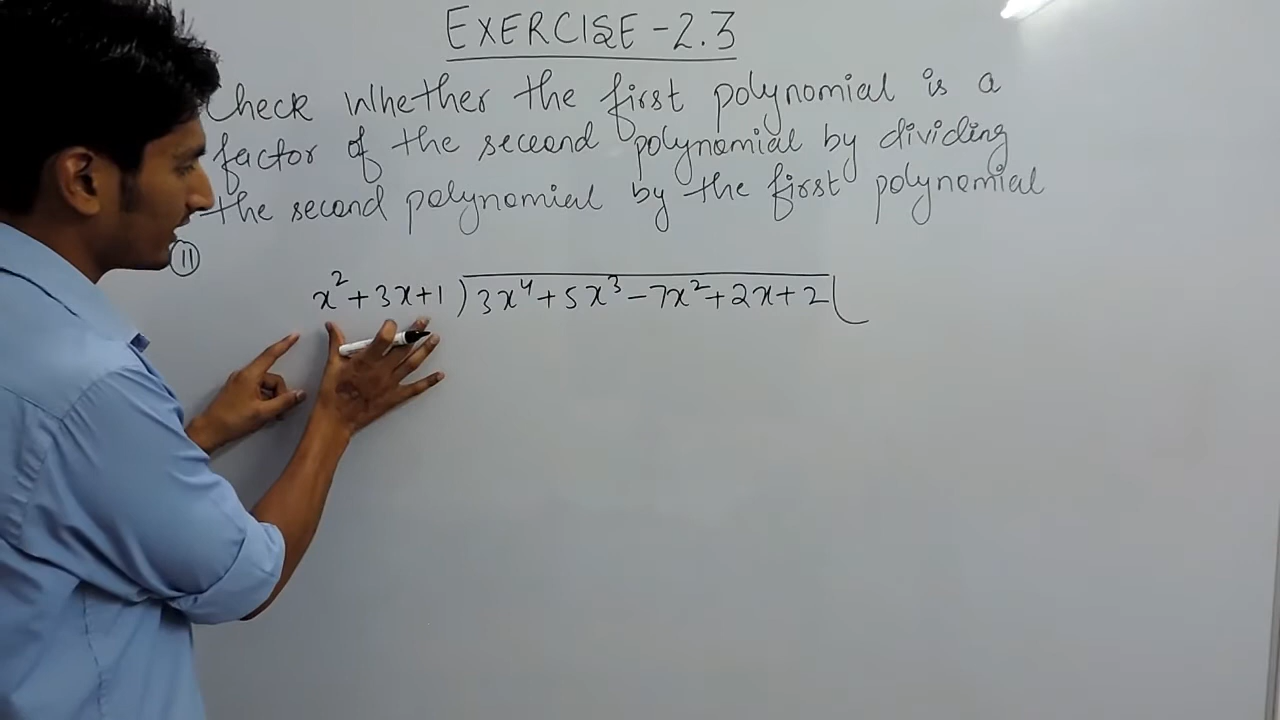 EXERCISE-2.3
Check Whether the first polynomial is a
factor of the second polynomial by dividing
the second polynomial by the first polynomial
(11)
x²+3x+1)3x⁴+5x³-7x²+2x+2(